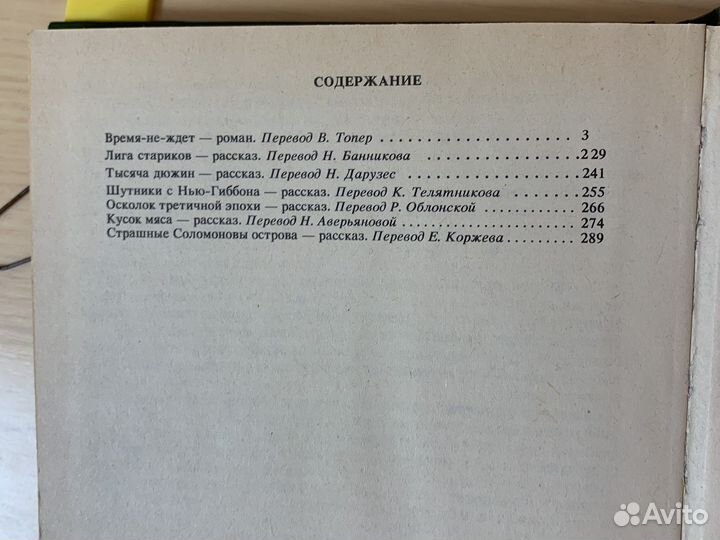 СОДЕРЖАНИЕ
Время-не-ждет — роман. Перевод В. Топер . . . . . . . . . . . . . . . . . . . . 3
Лига стариков — рассказ. Перевод Н. Банникова . . . . . . . . . . . . . . . 229
Тысяча дюжин — рассказ. Перевод Н. Дарузес . . . . . . . . . . . . . . . . . 241
Шутники с Нью-Гиббона — рассказ. Перевод К. Телятникова . . . . . . . . 255
Осколок третичной эпохи — рассказ. Перевод Р. Облонской . . . . . . . . . 266
Кусок мяса — рассказ. Перевод Н. Аверьяновой . . . . . . . . . . . . . . . . 274
Страшные Соломоновы острова — рассказ. Перевод Е. Коржева . . . . . . . . 289
Avito